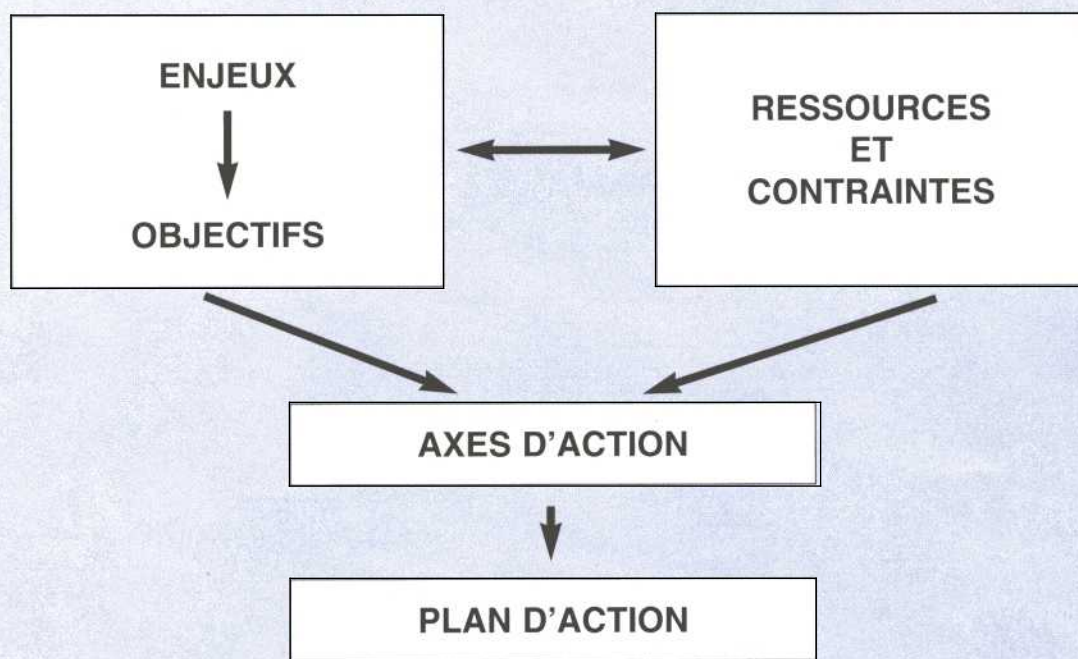 ENJEUX
OBJECTIFS
RESSOURCES
ET
CONTRAINTES
AXES D'ACTION
PLAN D'ACTION